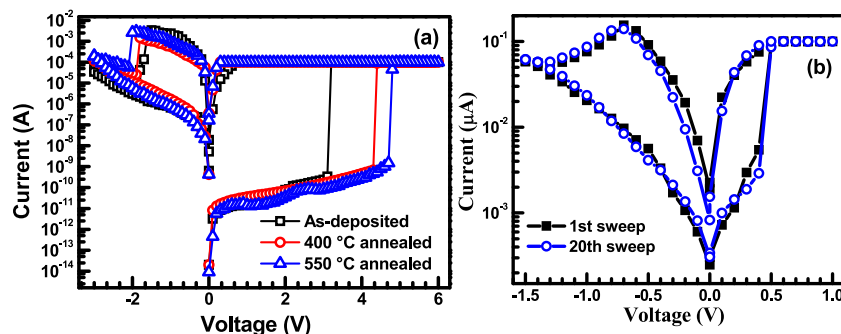 (a)
10⁻²
10⁻³
10⁻⁴
10⁻⁵
10⁻⁶
10⁻⁷
10⁻⁸
10⁻⁹
10⁻¹⁰
10⁻¹¹
10⁻¹²
10⁻¹³
10⁻¹⁴
Current (A)
As-deposited
400 °C annealed
550 °C annealed
-2 0 2 4 6
Voltage (V)
(b)
10⁻¹
10⁻²
10⁻³
Current (μA)
1st sweep
20th sweep
-1.5 -1.0 -0.5 0.0 0.5 1.0
Voltage (V)